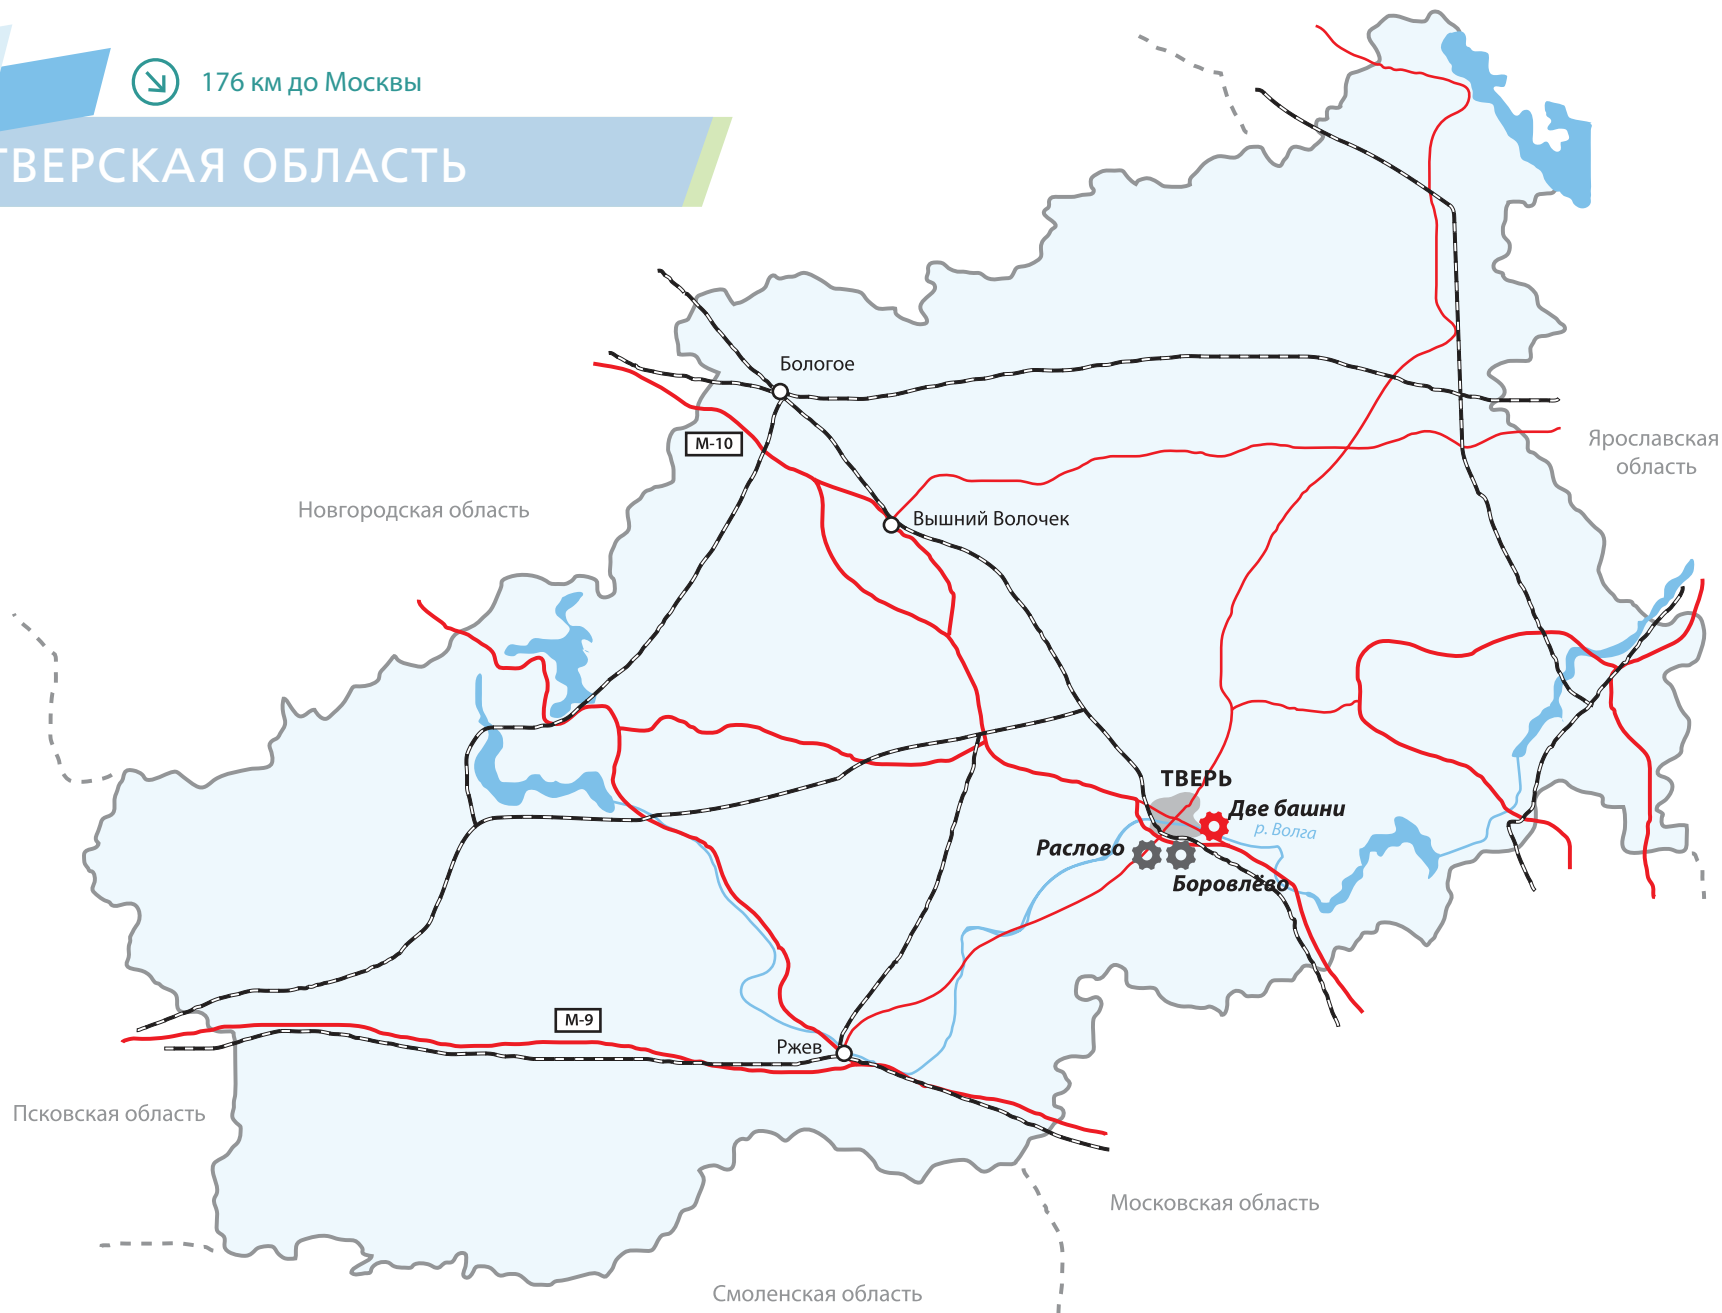 176 км до Москвы
ТВЕРСКАЯ ОБЛАСТЬ
Бологое
М-10
Ярославская
область
Новгородская область
Вышний Волочек
ТВЕРЬ
Две башни
р. Волга
Раслово
Боровлёво
М-9
Ржев
Псковская область
Московская область
Смоленская область